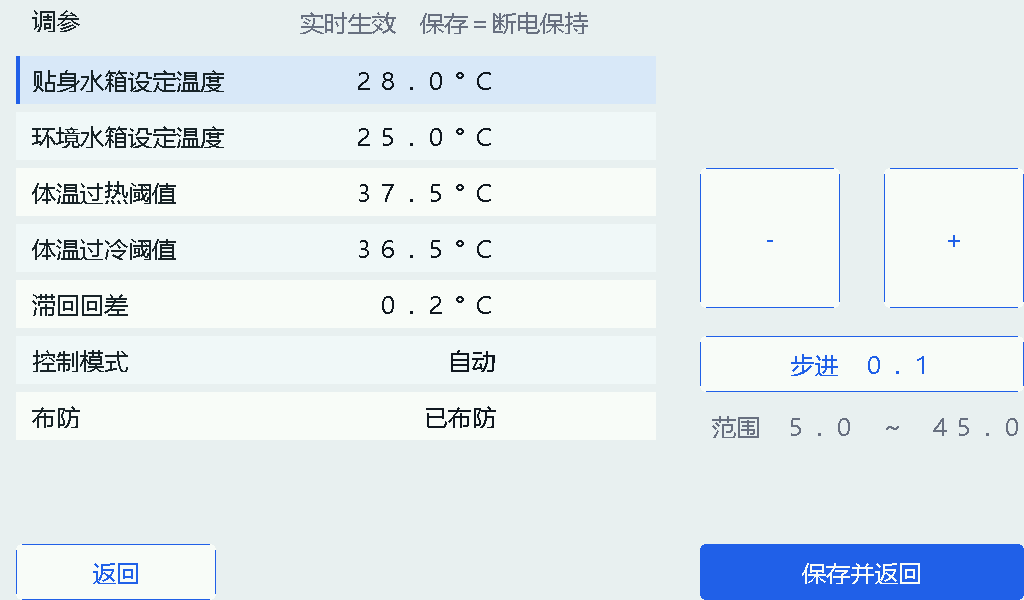 调参 实时生效 保存=断电保持
贴身水箱设定温度 28.0°C
环境水箱设定温度 25.0°C
体温过热阈值 37.5°C
体温过冷阈值 36.5°C
滞回回差 0.2°C
控制模式 自动
布防 已布防
- +
步进 0.1
范围 5.0 ~ 45.0
返回 保存并返回